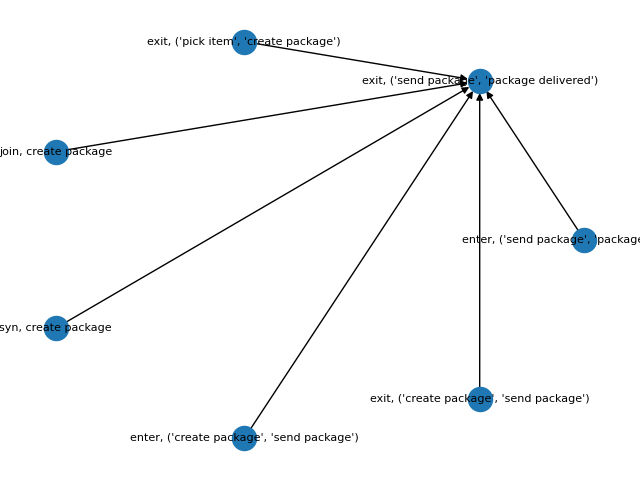 exit, ('pick item', 'create package')
exit, ('send package', 'package delivered')
join, create package
enter, ('send package', 'package
syn, create package
exit, ('create package', 'send package')
enter, ('create package', 'send package')